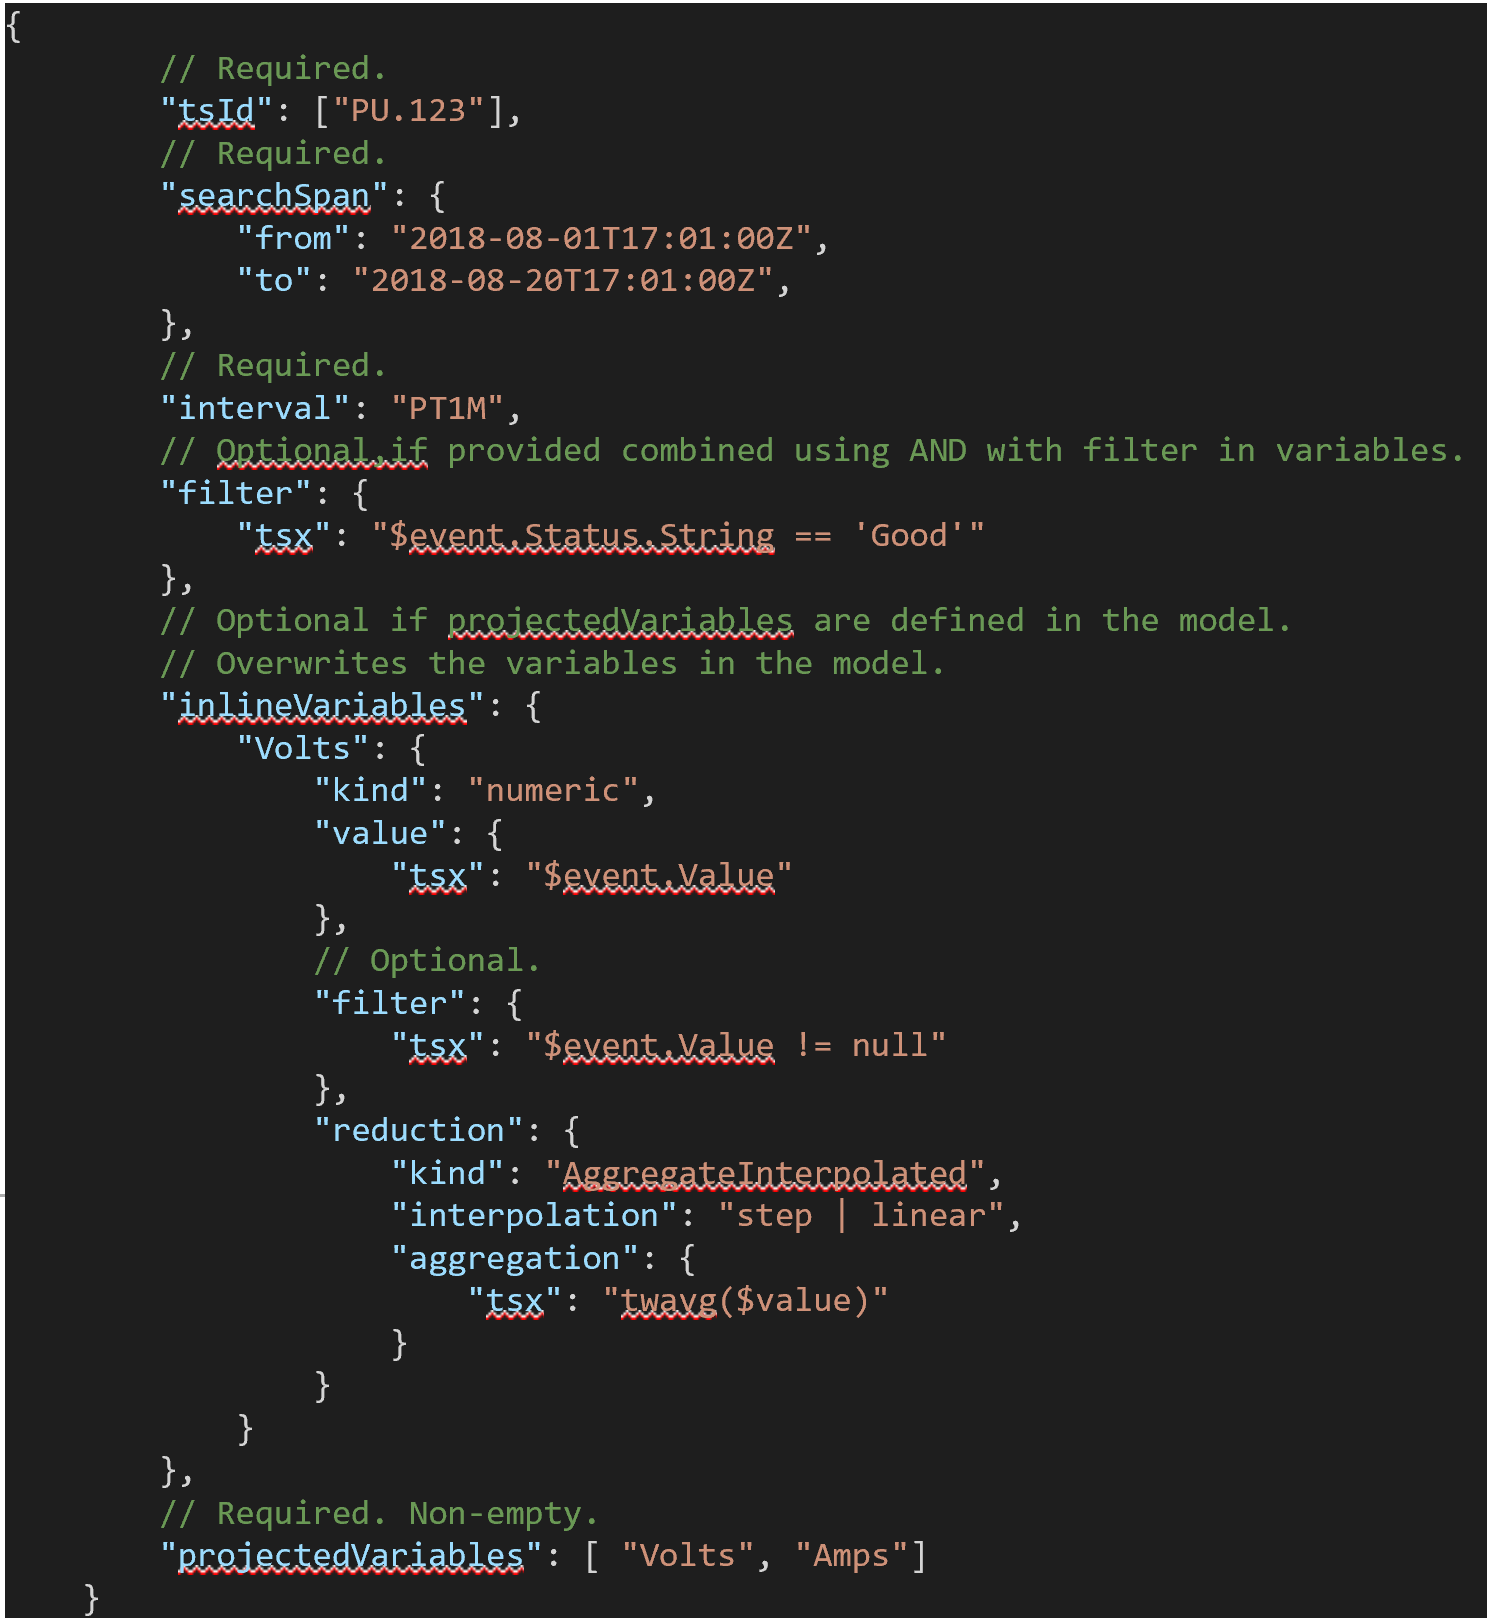 {
// Required.
"tsId": ["PU.123"],
// Required.
"searchSpan": {
"from": "2018-08-01T17:01:00Z",
"to": "2018-08-20T17:01:00Z",
},
// Required.
"interval": "PT1M",
// Optional,if provided combined using AND with filter in variables.
"filter": {
"tsx": "$event.Status.String == 'Good'"
},
// Optional if projectedVariables are defined in the model.
// Overwrites the variables in the model.
"inlineVariables": {
"Volts": {
"kind": "numeric",
"value": {
"tsx": "$event.Value"
},
// Optional.
"filter": {
"tsx": "$event.Value != null"
},
"reduction": {
"kind": "AggregateInterpolated",
"interpolation": "step | linear",
"aggregation": {
"tsx": "twavg($value)"
}
}
}
},
// Required. Non-empty.
"projectedVariables": [ "Volts", "Amps"]
}